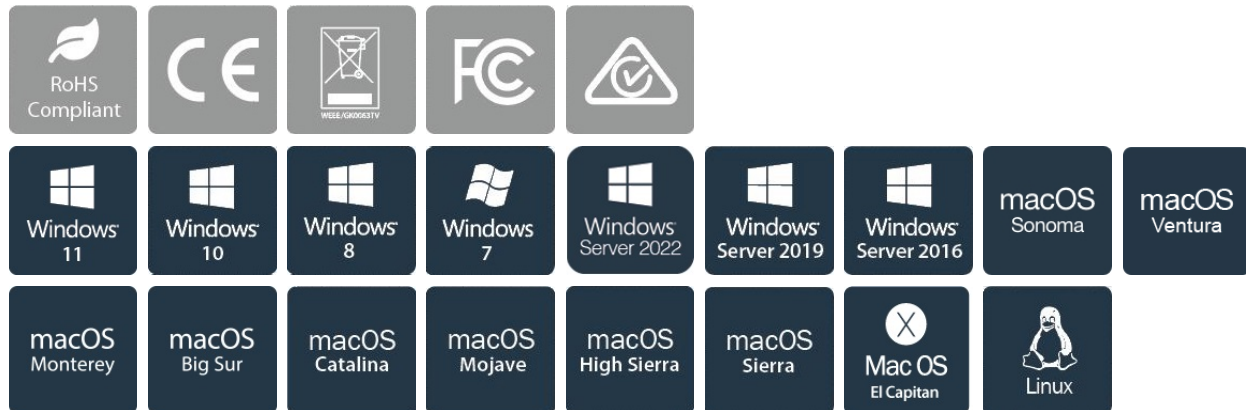 RoHS
Compliant
CE
WEEE/GK0083TV
FC
Windows
11
Windows
10
Windows
8
Windows
7
Windows
Server 2022
Windows
Server 2019
Windows
Server 2016
macOS
Sonoma
macOS
Ventura
macOS
Monterey
macOS
Big Sur
macOS
Catalina
macOS
Mojave
macOS
High Sierra
macOS
Sierra
X
Mac OS
El Capitan
Linux